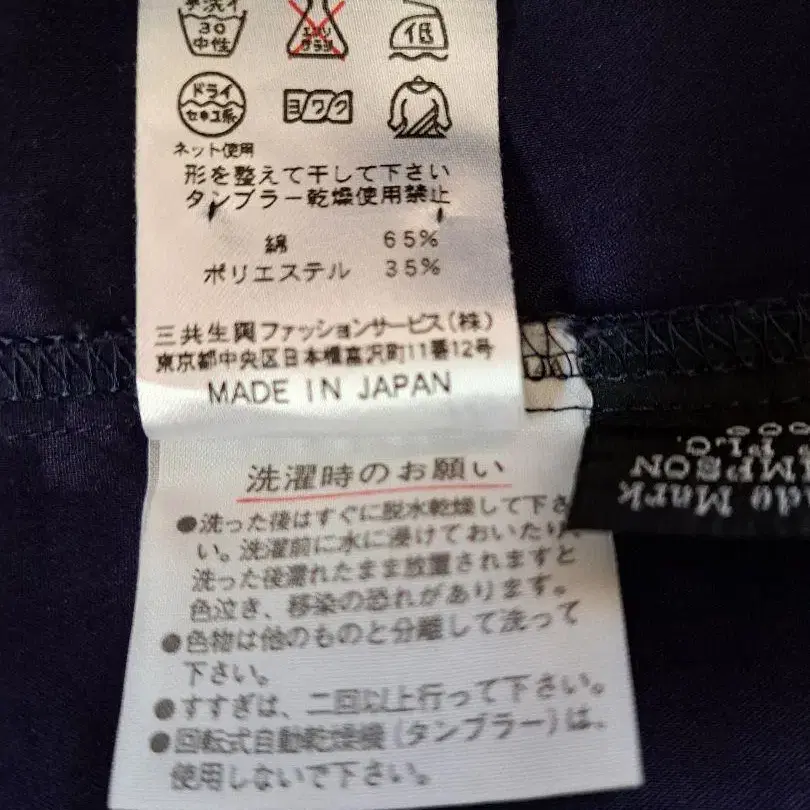 手洗イ
30
中性
エンソ
サラシ
低
ドライ
セキユ系
ヨワク
ネット使用
形を整えて干して下さい
タンブラー乾燥使用禁止
綿 65%
ポリエステル 35%
三共生興ファッションサービス(株)
東京都中央区日本橋富沢町11番12号
MADE IN JAPAN
洗濯時のお願い
●洗った後はすぐに脱水乾燥して下さ
い。洗濯前に水に浸けておいたり、
洗った後濡れたまま放置されますと
色泣き、移染の恐れがあります。
●色物は他のものと分離して洗って
下さい。
●すすぎは、二回以上行って下さい。
●回転式自動乾燥機(タンブラー)は、
使用しないで下さい。
de Mark
MPSON
P.L.C.